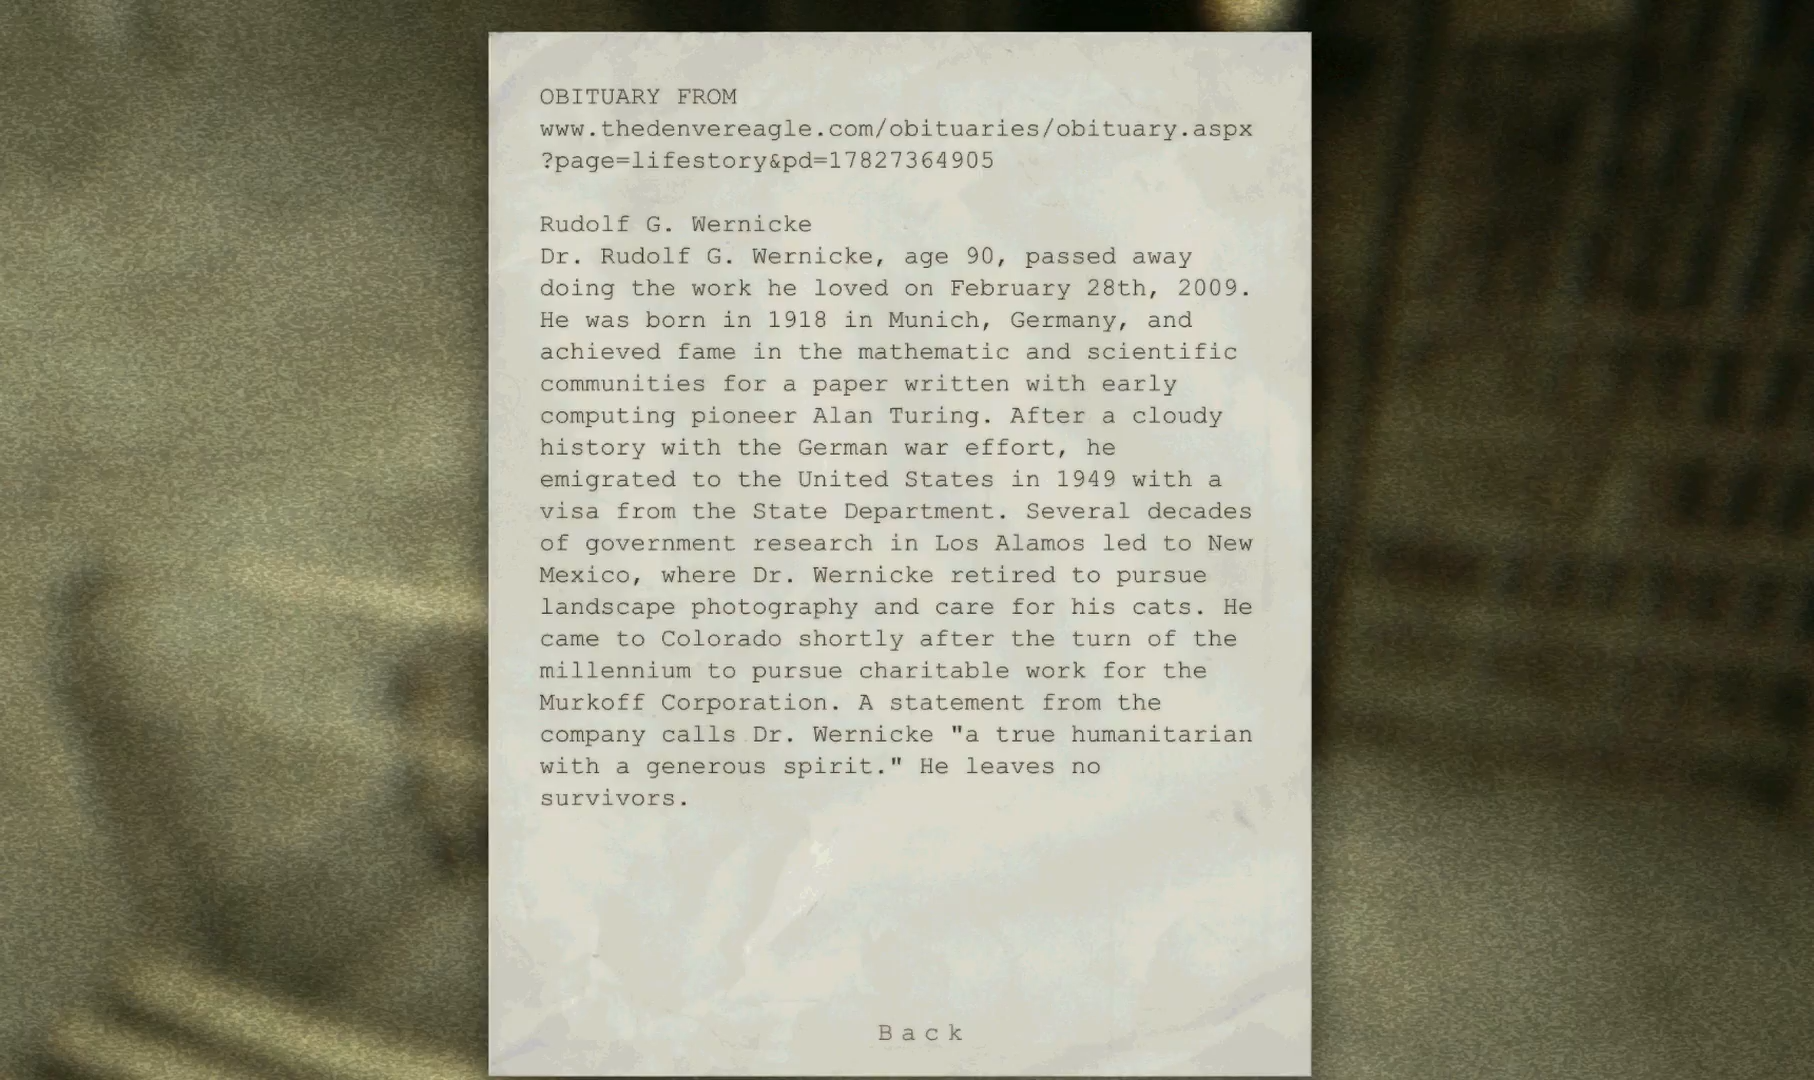 OBITUARY FROM
www.thedenvereagle.com/obituaries/obituary.aspx
?page=lifestory&pd=17827364905
Rudolf G. Wernicke
Dr. Rudolf G. Wernicke, age 90, passed away
doing the work he loved on February 28th, 2009.
He was born in 1918 in Munich, Germany, and
achieved fame in the mathematic and scientific
communities for a paper written with early
computing pioneer Alan Turing. After a cloudy
history with the German war effort, he
emigrated to the United States in 1949 with a
visa from the State Department. Several decades
of government research in Los Alamos led to New
Mexico, where Dr. Wernicke retired to pursue
landscape photography and care for his cats. He
came to Colorado shortly after the turn of the
millennium to pursue charitable work for the
Murkoff Corporation. A statement from the
company calls Dr. Wernicke "a true humanitarian
with a generous spirit." He leaves no
survivors.
Back